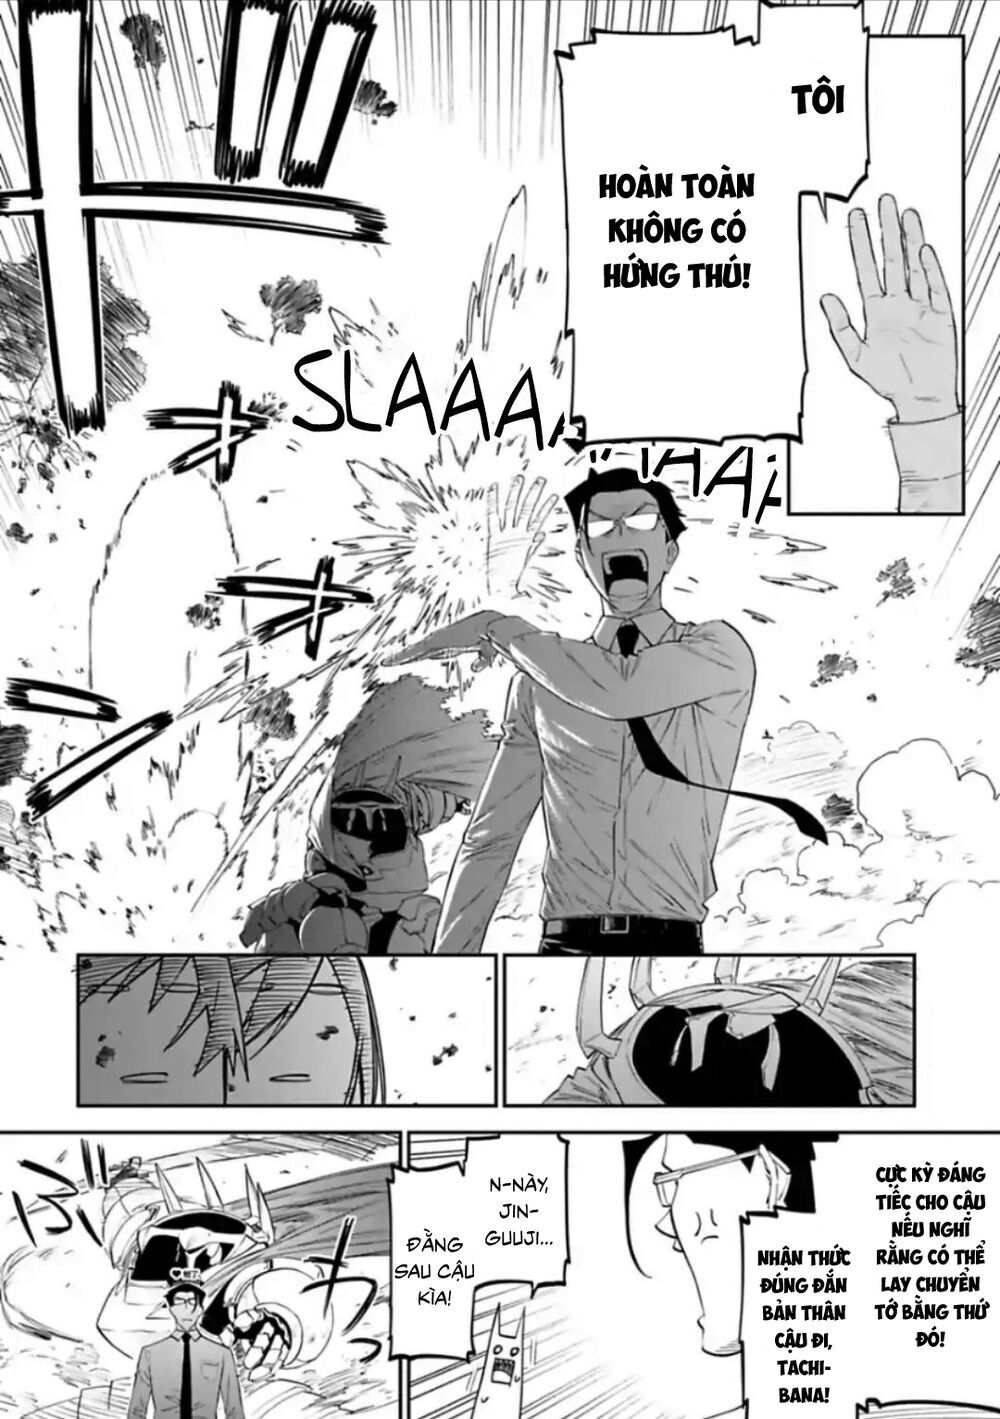 TÔI
HOÀN TOÀN
KHÔNG CÓ
HỨNG THÚ!
SLAAAA
CỰC KỲ ĐÁNG
TIẾC CHO CẬU
NẾU NGHĨ
RẰNG CÓ THỂ
LAY CHUYỂN
TỚ BẰNG THỨ
ĐÓ!
NHẬN THỨC
ĐÚNG ĐẮN
BẢN THÂN
CẬU ĐI,
TACHI-
BANA!
N-NÀY,
JIN-
GUUJI...
ĐẰNG
SAU CẬU
KÌA!